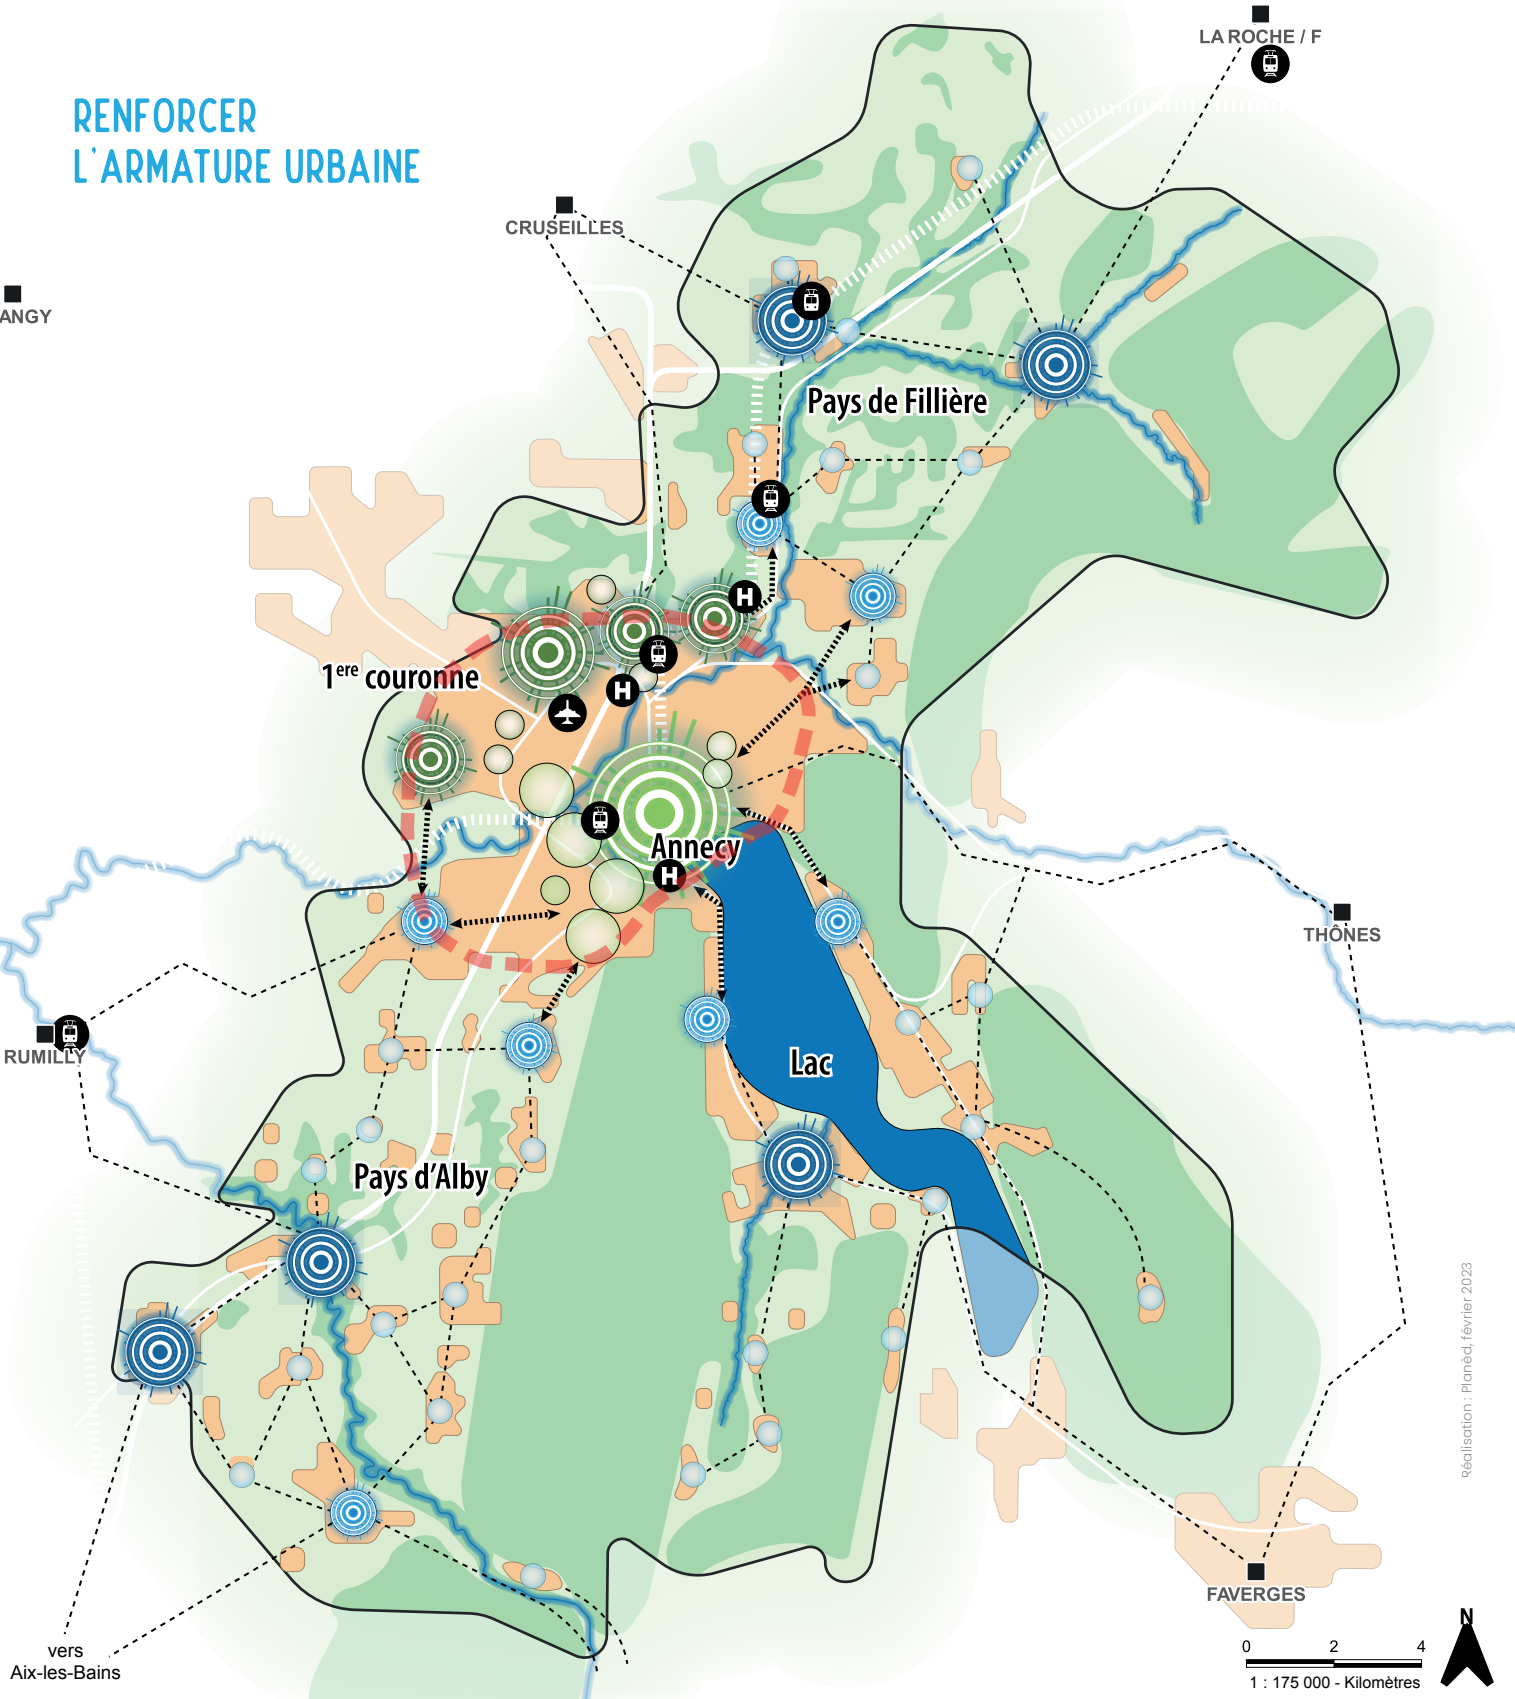 RENFORCER
L'ARMATURE URBAINE
LA ROCHE / F
CRUSEILLES
ANGY
Pays de Fillière
H
1ere couronne
H
Annecy
H
THÔNES
RUMILLY
Lac
Pays d'Alby
Réalisation : Planèd, février 2023
FAVERGES
vers
Aix-les-Bains
N
0 2 4
1 : 175 000 - Kilomètres